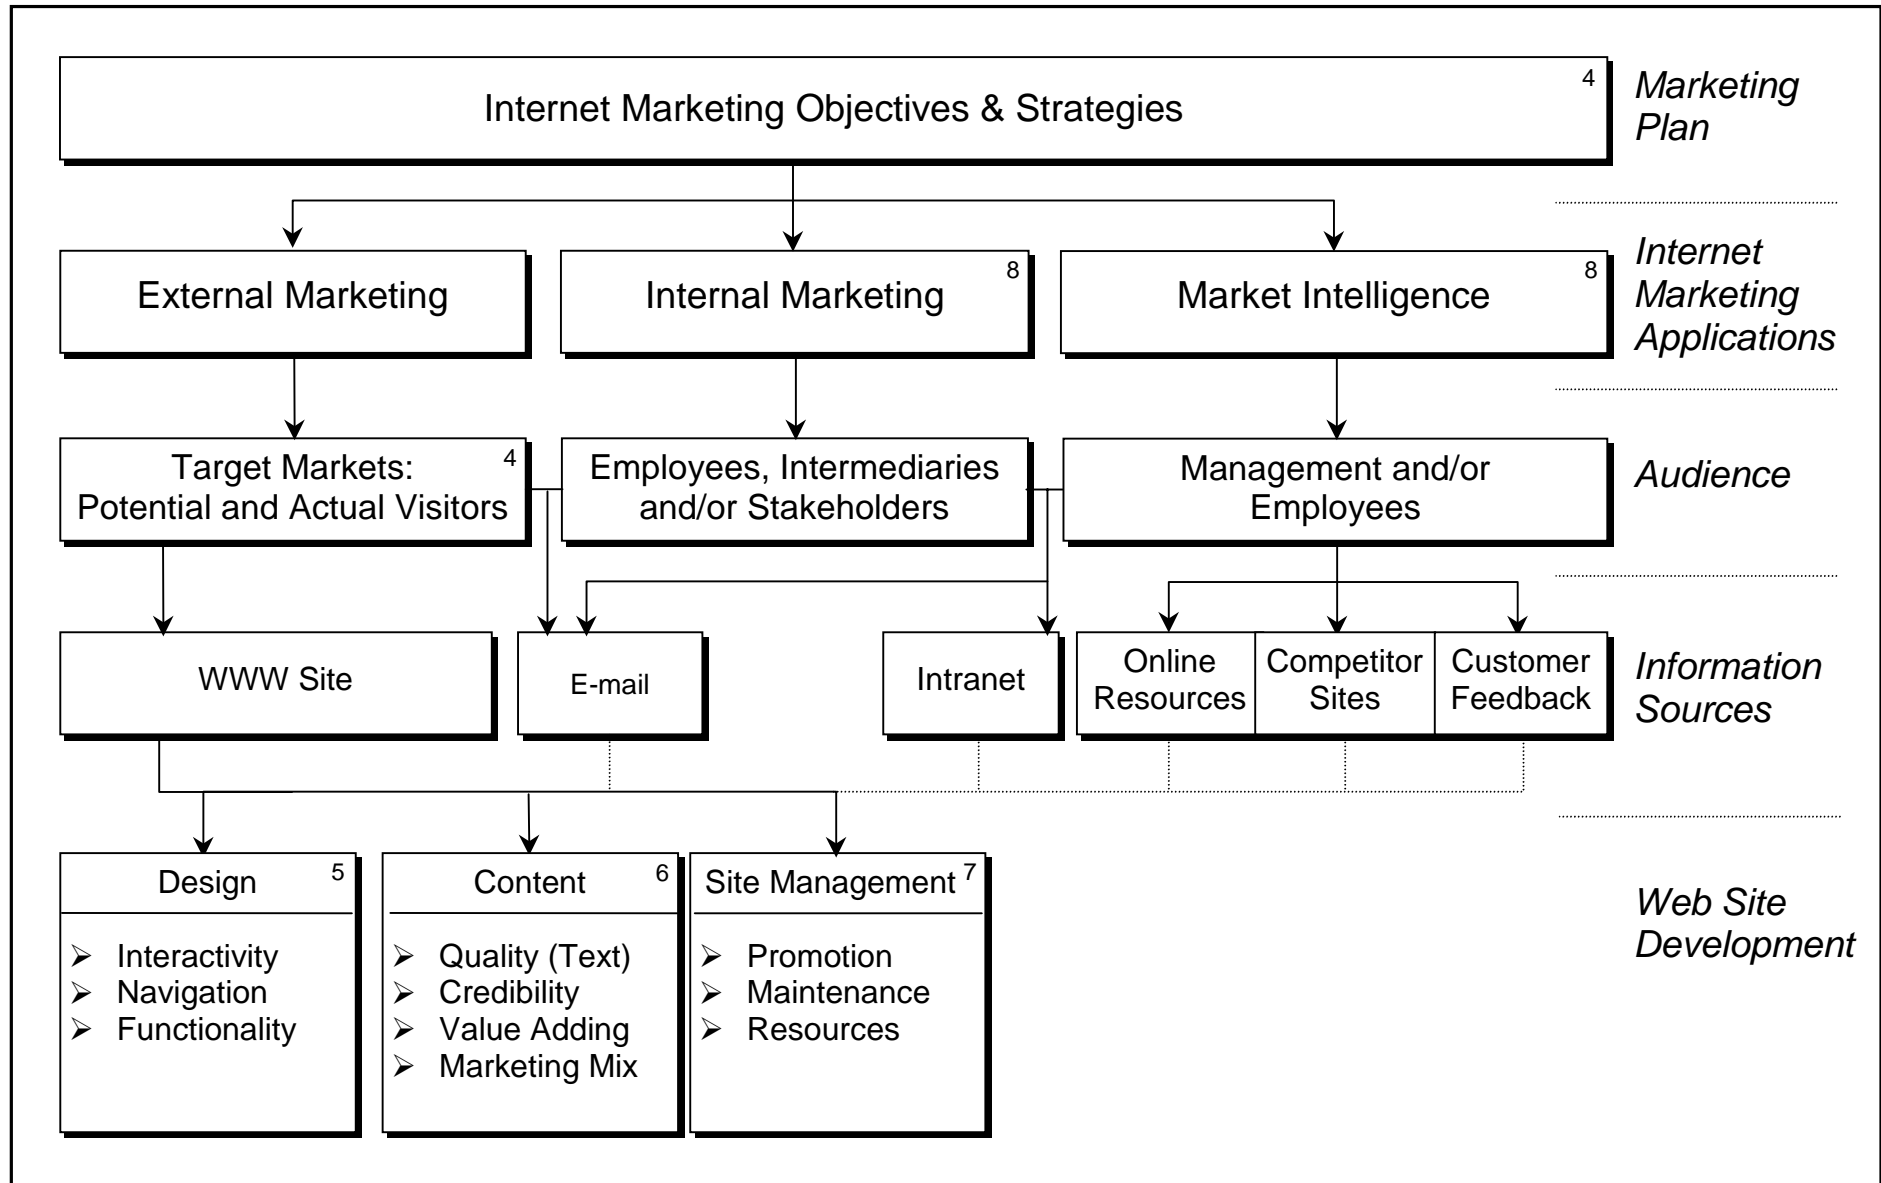 4
Internet Marketing Objectives & Strategies
Marketing
Plan
External Marketing
8
Internal Marketing
8
Market Intelligence
Internet
Marketing
Applications
4
Target Markets:
Potential and Actual Visitors
Employees, Intermediaries
and/or Stakeholders
Management and/or
Employees
Audience
WWW Site
E-mail
Intranet
Online
Resources
Competitor
Sites
Customer
Feedback
Information
Sources
Design 5
➢ Interactivity
➢ Navigation
➢ Functionality
Content 6
➢ Quality (Text)
➢ Credibility
➢ Value Adding
➢ Marketing Mix
Site Management 7
➢ Promotion
➢ Maintenance
➢ Resources
Web Site
Development